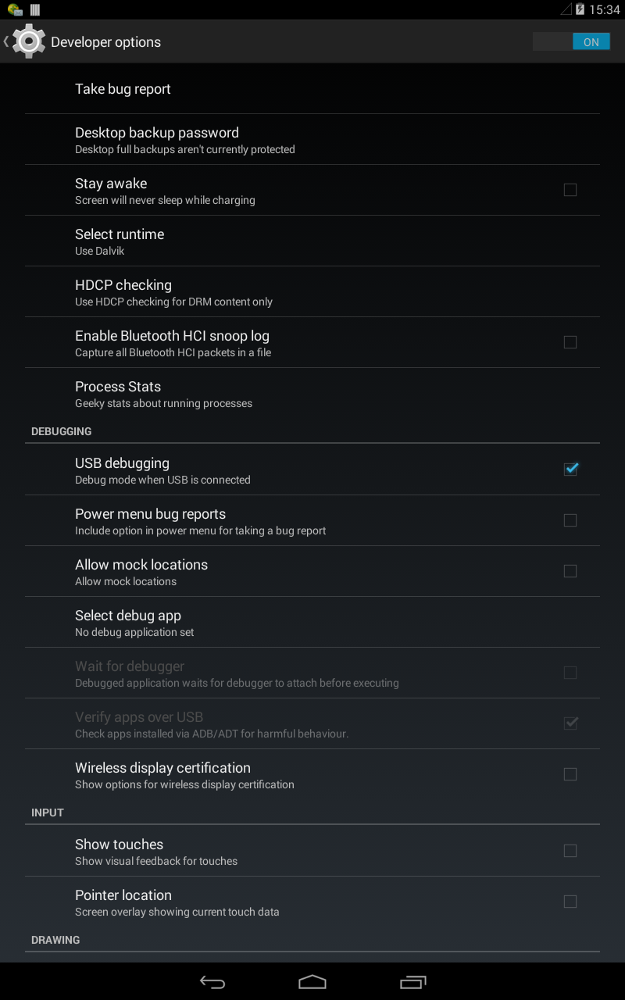 15:34
Developer options
ON
Take bug report
Desktop backup password
Desktop full backups aren't currently protected
Stay awake
Screen will never sleep while charging
Select runtime
Use Dalvik
HDCP checking
Use HDCP checking for DRM content only
Enable Bluetooth HCI snoop log
Capture all Bluetooth HCI packets in a file
Process Stats
Geeky stats about running processes
DEBUGGING
USB debugging
Debug mode when USB is connected
Power menu bug reports
Include option in power menu for taking a bug report
Allow mock locations
Allow mock locations
Select debug app
No debug application set
Wait for debugger
Debugged application waits for debugger to attach before executing
Verify apps over USB
Check apps installed via ADB/ADT for harmful behaviour.
Wireless display certification
Show options for wireless display certification
INPUT
Show touches
Show visual feedback for touches
Pointer location
Screen overlay showing current touch data
DRAWING